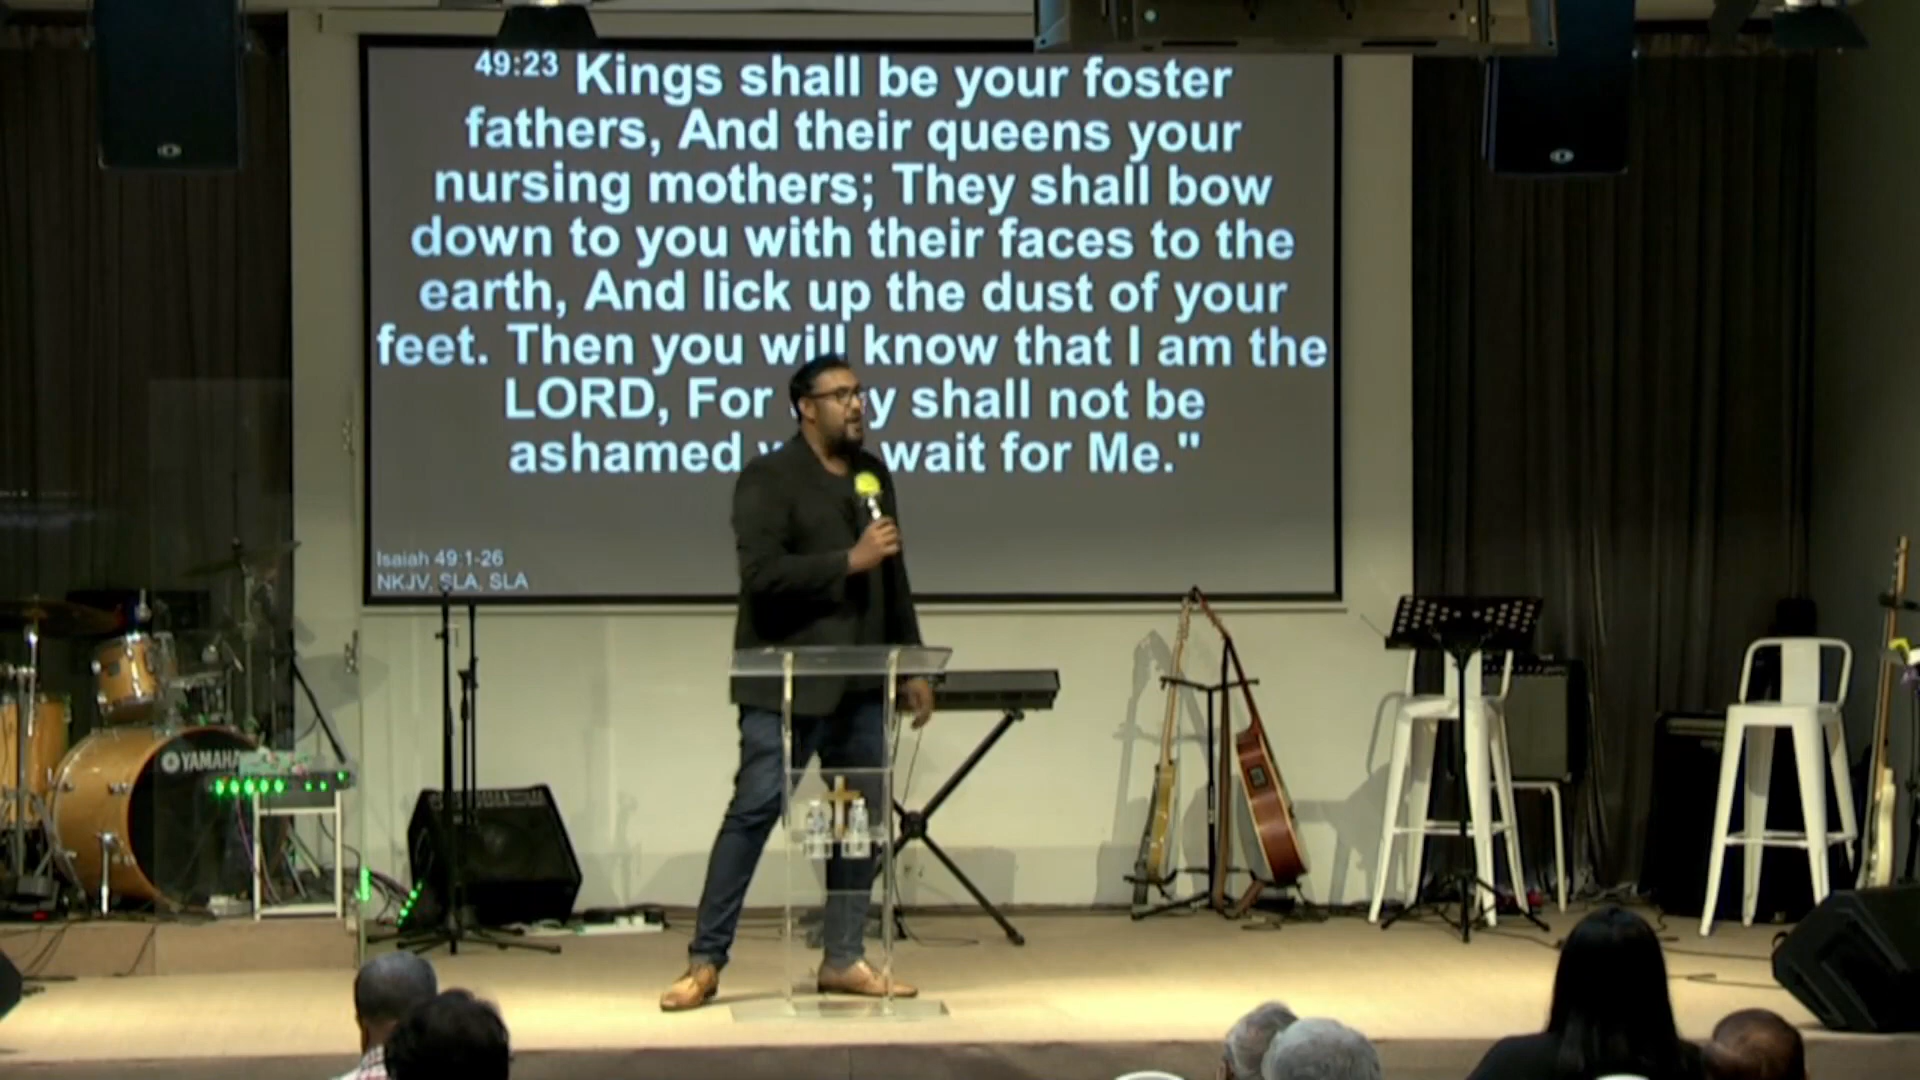 49:23 Kings shall be your foster
fathers, And their queens your
nursing mothers; They shall bow
down to you with their faces to the
earth, And lick up the dust of your
feet. Then you will know that I am the
LORD, For shall not be
ashamed wait for Me."
Isaiah 49:1-26
NKJV, SLA, SLA
YAMAHA